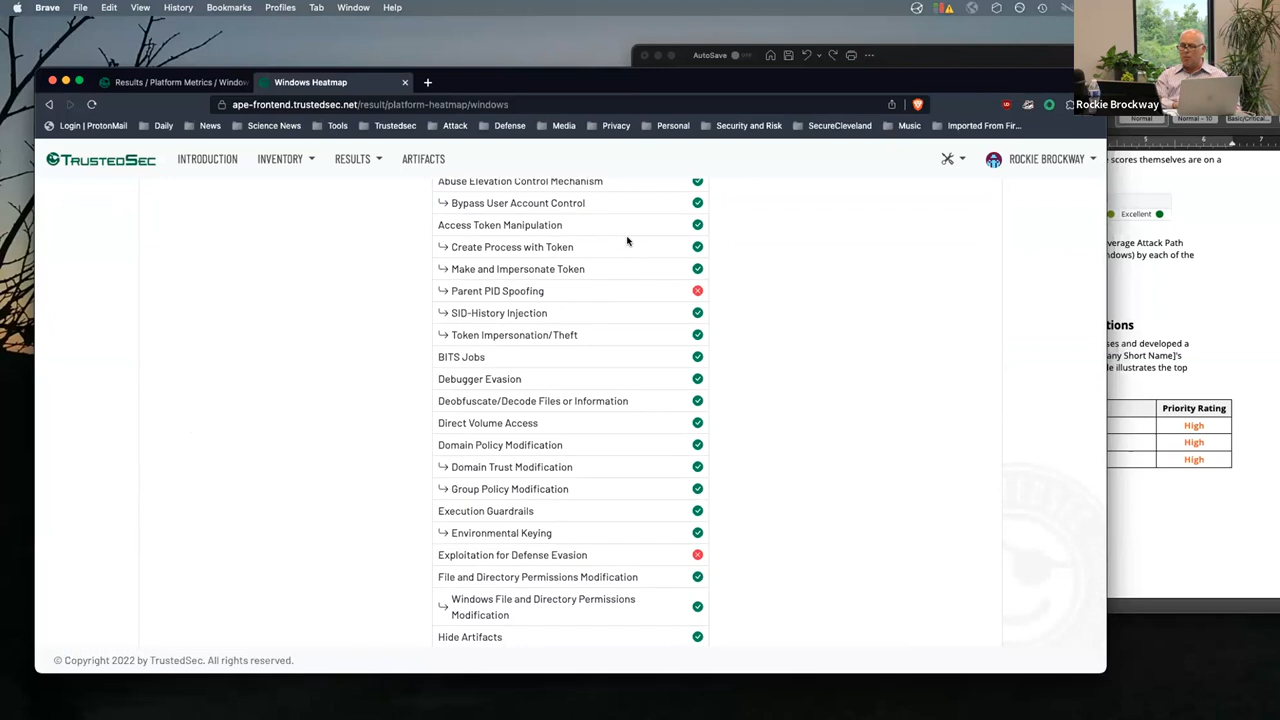 Brave File Edit View History Bookmarks Profiles Tab Window Help
AutoSave
Results / Platform Metrics / Window
Windows Heatmap
ape-frontend.trustedsec.net/result/platform-heatmap/windows
Rockie Brockway
Login | ProtonMail Daily News Science News Tools Trustedsec Attack Defense Media Privacy Personal Security and Risk SecureCleveland Music Imported From Fir...
Normal Normal – 10 Basic/Critical...
5 6 7
TRUSTEDSEC INTRODUCTION INVENTORY RESULTS ARTIFACTS ROCKIE BROCKWAY
e scores themselves are on a
Abuse Elevation Control Mechanism
Bypass User Account Control
Excellent
Access Token Manipulation
Create Process with Token
verage Attack Path
ndows) by each of the
Make and Impersonate Token
Parent PID Spoofing
SID-History Injection
tions
Token Impersonation/Theft
ses and developed a
any Short Name]'s
le illustrates the top
BITS Jobs
Debugger Evasion
Deobfuscate/Decode Files or Information
Priority Rating
Direct Volume Access
High
Domain Policy Modification
High
Domain Trust Modification
High
Group Policy Modification
Execution Guardrails
Environmental Keying
Exploitation for Defense Evasion
File and Directory Permissions Modification
Windows File and Directory Permissions
Modification
Hide Artifacts
© Copyright 2022 by TrustedSec. All rights reserved.